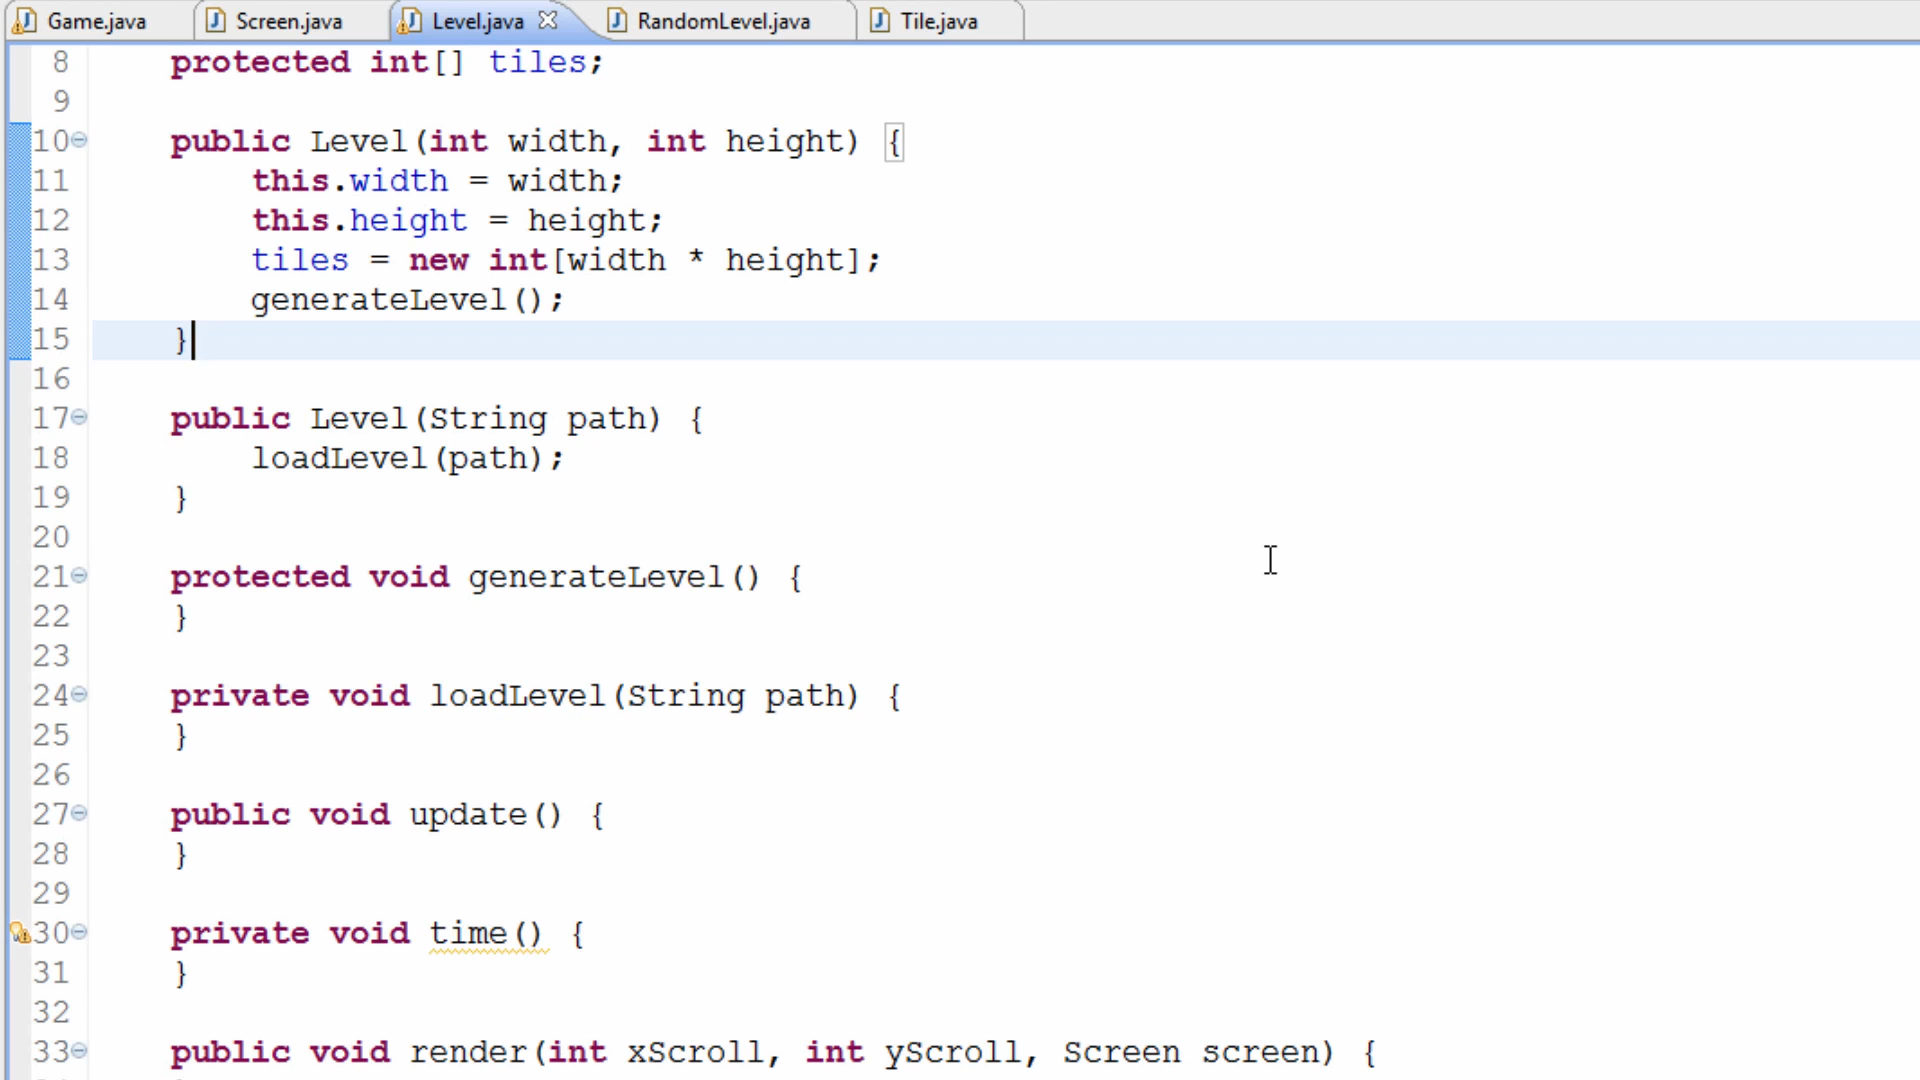 Game.java Screen.java Level.java RandomLevel.java Tile.java
8 protected int[] tiles;
9
10 public Level(int width, int height) {
11 this.width = width;
12 this.height = height;
13 tiles = new int[width * height];
14 generateLevel();
15 }
16
17 public Level(String path) {
18 loadLevel(path);
19 }
20
21 protected void generateLevel() {
22 }
23
24 private void loadLevel(String path) {
25 }
26
27 public void update() {
28 }
29
30 private void time() {
31 }
32
33 public void render(int xScroll, int yScroll, Screen screen) {